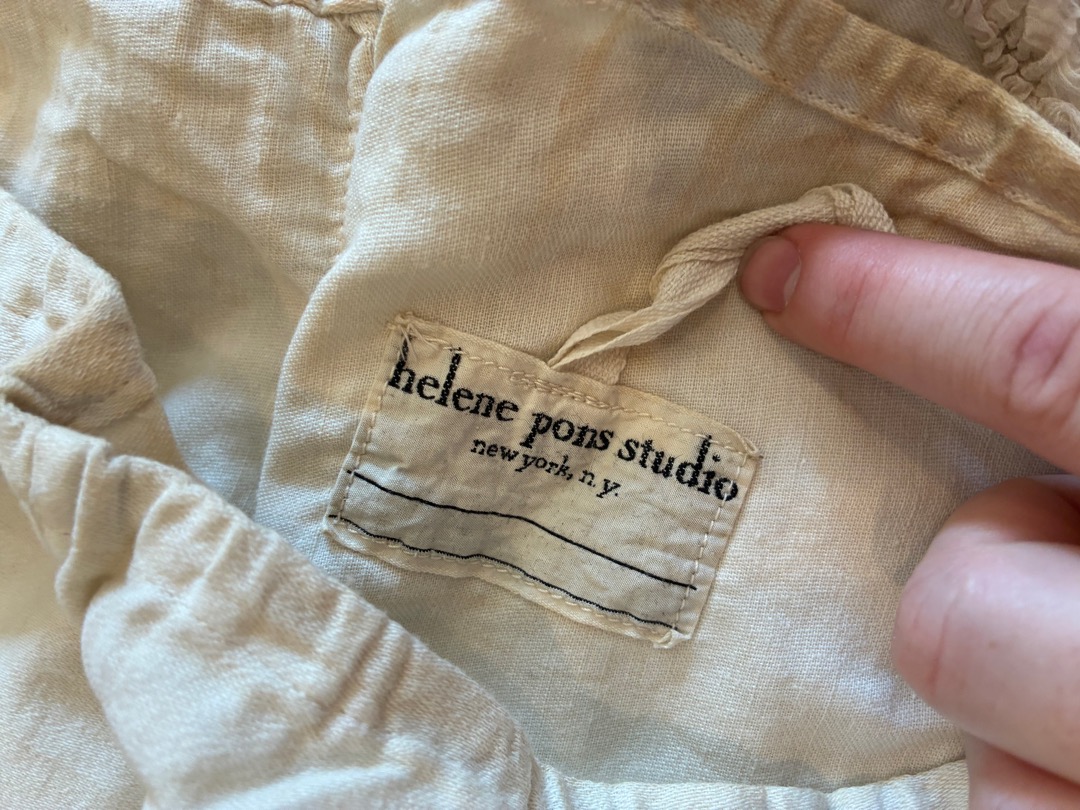 helene pons studio
new york, n. y.